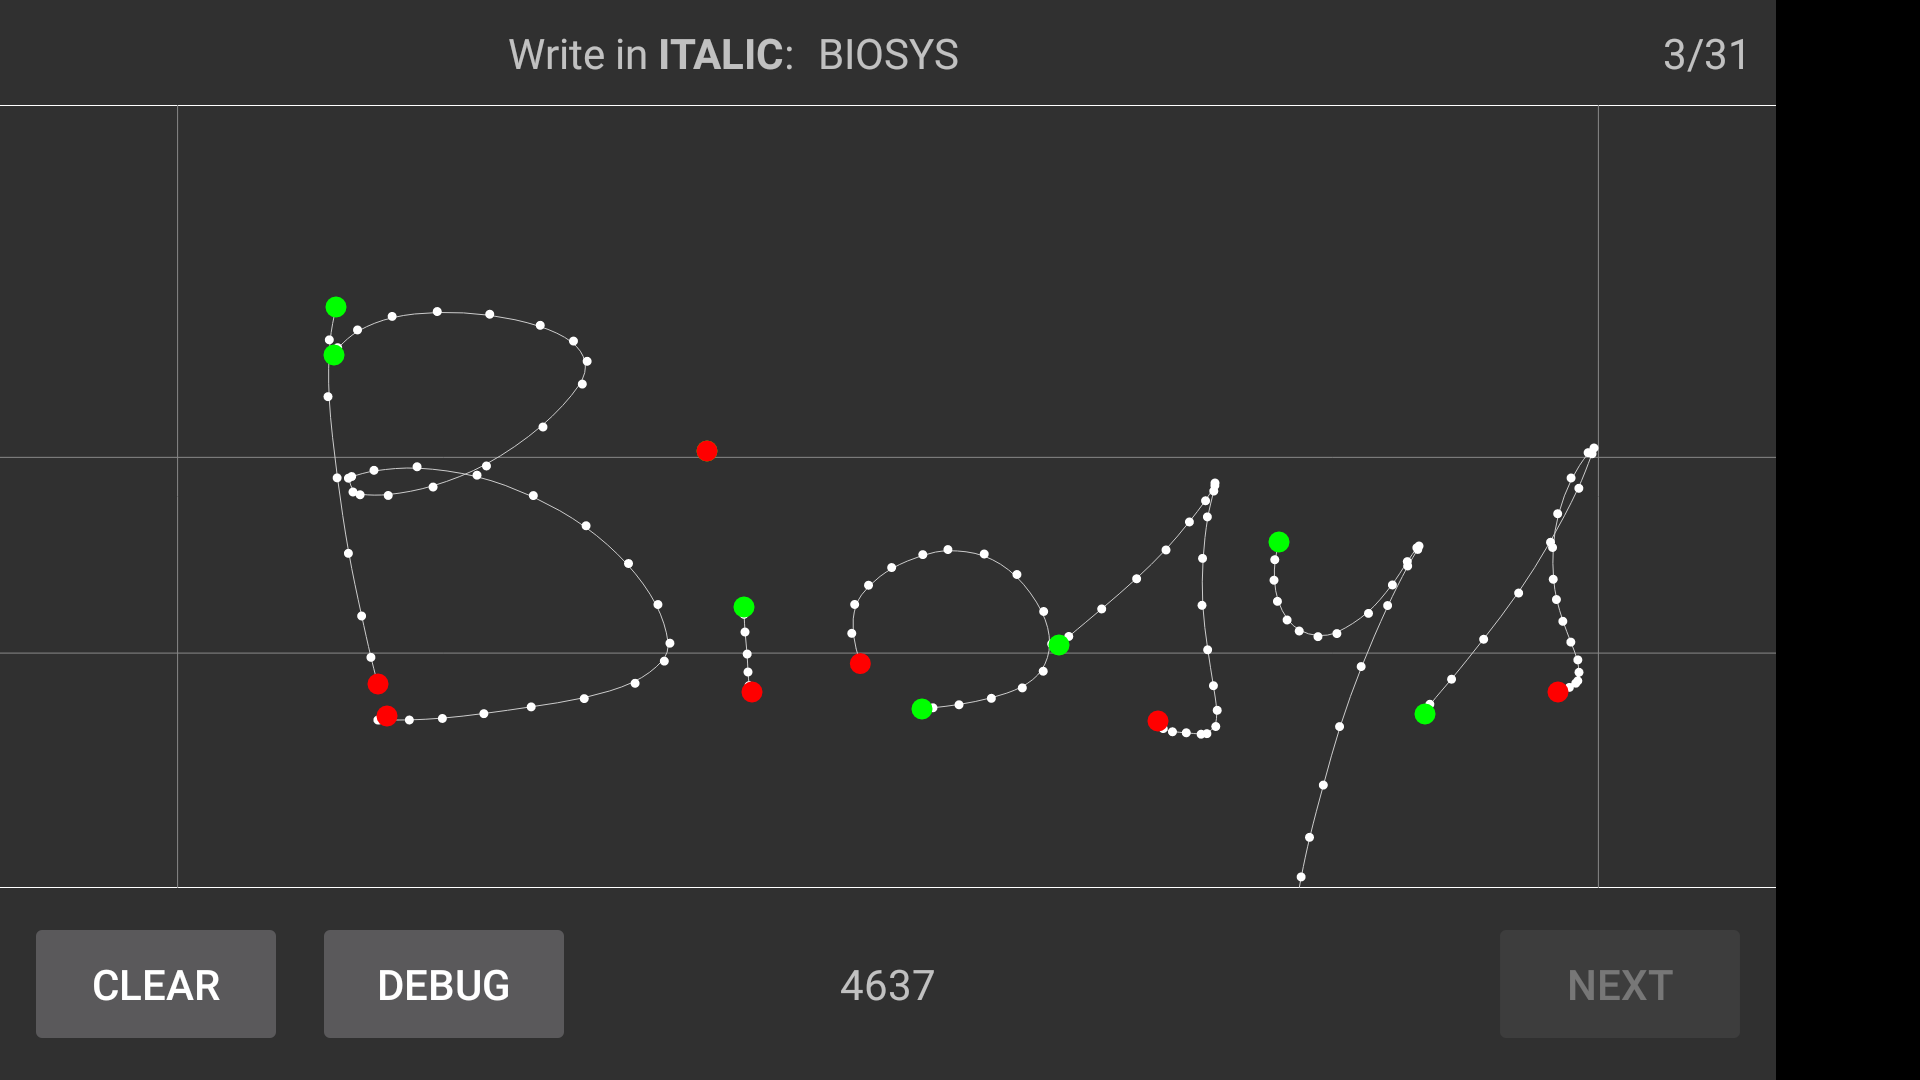 Write in ITALIC: BIOSYS
3/31
Biosys
CLEAR
DEBUG
4637
NEXT